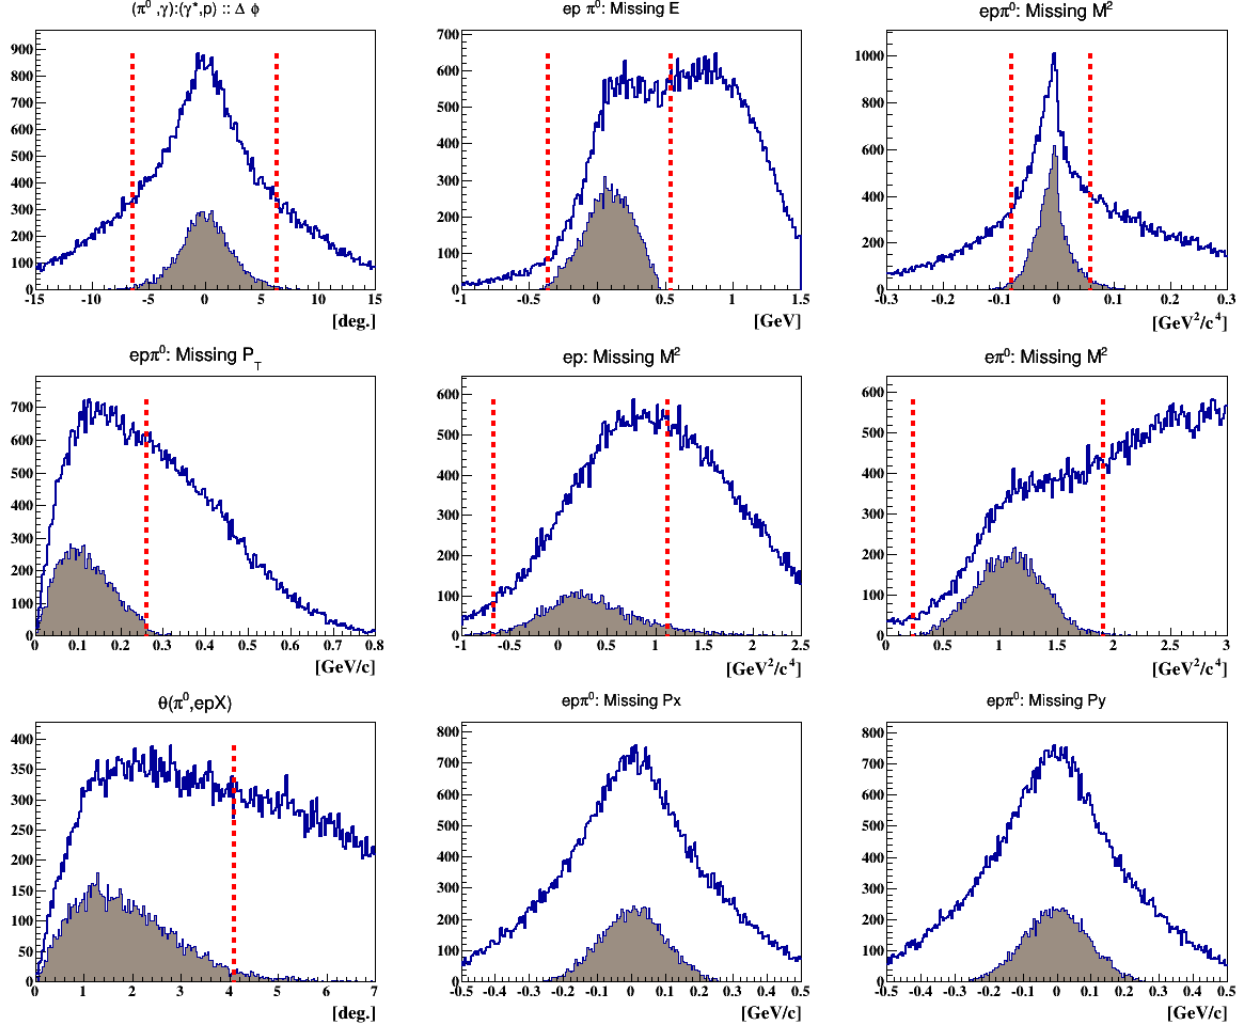 (π⁰ ,γ):(γ*,p) :: Δ ϕ
900
800
700
600
500
400
300
200
100
0
-15 -10 -5 0 5 10 15
[deg.]
ep π⁰: Missing E
700
600
500
400
300
200
100
0
-1 -0.5 0 0.5 1 1.5
[GeV]
epπ⁰: Missing M²
1000
800
600
400
200
0
-0.3 -0.2 -0.1 0 0.1 0.2 0.3
[GeV²/c⁴]
epπ⁰: Missing P_T
700
600
500
400
300
200
100
0
0 0.1 0.2 0.3 0.4 0.5 0.6 0.7 0.8
[GeV/c]
ep: Missing M²
600
500
400
300
200
100
0
-1 -0.5 0 0.5 1 1.5 2 2.5
[GeV²/c⁴]
eπ⁰: Missing M²
600
500
400
300
200
100
0
0 0.5 1 1.5 2 2.5 3
[GeV²/c⁴]
θ(π⁰,epX)
400
350
300
250
200
150
100
50
0
0 1 2 3 4 5 6 7
[deg.]
epπ⁰: Missing Px
800
700
600
500
400
300
200
100
0
-0.5 -0.4 -0.3 -0.2 -0.1 0 0.1 0.2 0.3 0.4 0.5
[GeV/c]
epπ⁰: Missing Py
800
700
600
500
400
300
200
100
0
-0.5 -0.4 -0.3 -0.2 -0.1 0 0.1 0.2 0.3 0.4 0.5
[GeV/c]